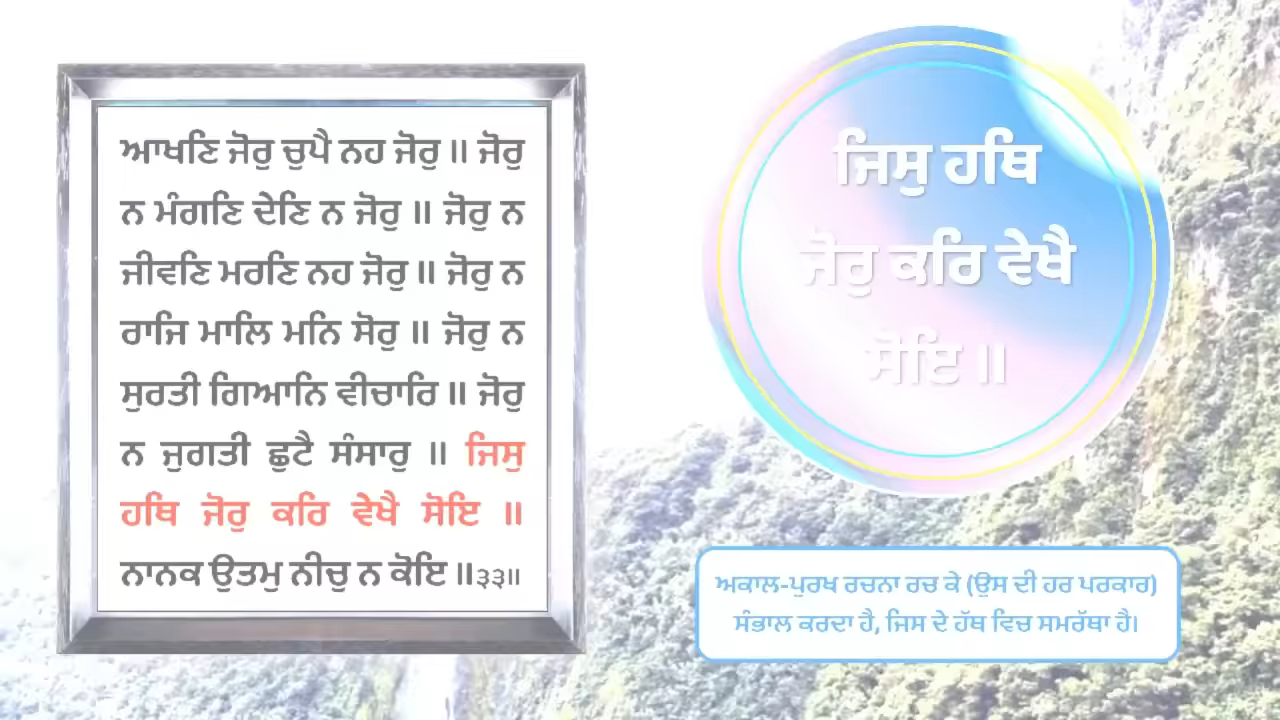 ਆਖਣਿ ਜੋਰੁ ਚੁਪੈ ਨਹ ਜੋਰੁ ॥ ਜੋਰੁ
ਨ ਮੰਗਣਿ ਦੇਣਿ ਨ ਜੋਰੁ ॥ ਜੋਰੁ ਨ
ਜੀਵਣਿ ਮਰਣਿ ਨਹ ਜੋਰੁ ॥ ਜੋਰੁ ਨ
ਰਾਜਿ ਮਾਲਿ ਮਨਿ ਸੋਰੁ ॥ ਜੋਰੁ ਨ
ਸੁਰਤੀ ਗਿਆਨਿ ਵੀਚਾਰਿ ॥ ਜੋਰੁ
ਨ ਜੁਗਤੀ ਛੁਟੈ ਸੰਸਾਰੁ ॥ ਜਿਸੁ
ਹਥਿ ਜੋਰੁ ਕਰਿ ਵੇਖੈ ਸੋਇ ॥
ਨਾਨਕ ਉਤਮੁ ਨੀਚੁ ਨ ਕੋਇ ॥੩੩॥
ਜਿਸੁ ਹਥਿ
ਜੋਰੁ ਕਰਿ ਵੇਖੈ
ਸੋਇ ॥
ਅਕਾਲ-ਪੁਰਖ ਰਚਨਾ ਰਚ ਕੇ (ਉਸ ਦੀ ਹਰ ਪਰਕਾਰ)
ਸੰਭਾਲ ਕਰਦਾ ਹੈ, ਜਿਸ ਦੇ ਹੱਥ ਵਿਚ ਸਮਰੱਥਾ ਹੈ।